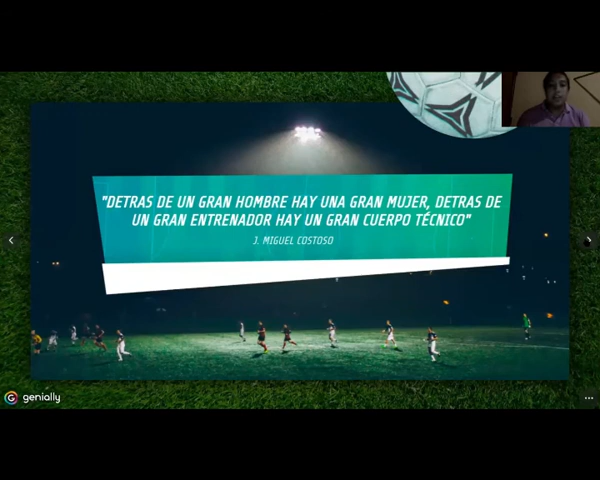 "DETRAS DE UN GRAN HOMBRE HAY UNA GRAN MUJER, DETRAS DE
UN GRAN ENTRENADOR HAY UN GRAN CUERPO TÉCNICO"
J. MIGUEL COSTOSO
genially